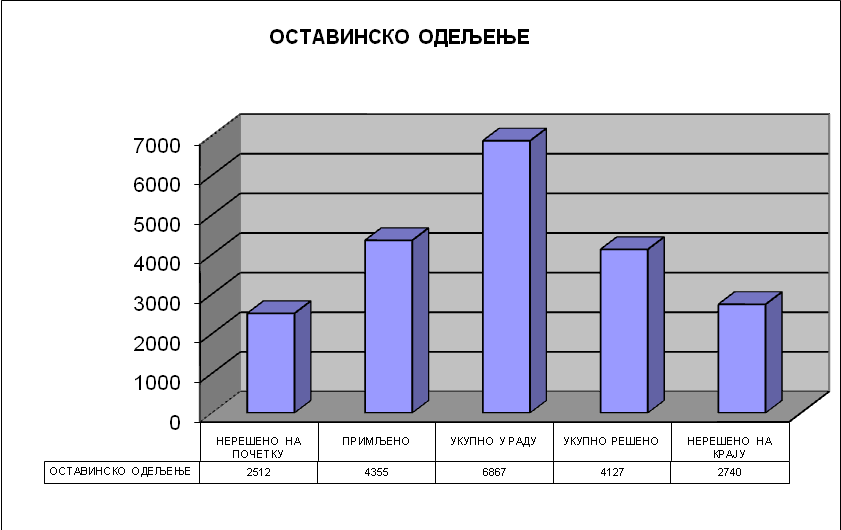 ОСТАВИНСКО ОДЕЉЕЊЕ
7000
6000
5000
4000
3000
2000
1000
0
НЕРЕШЕНО НА ПОЧЕТКУ
ПРИМЉЕНО
УКУПНО У РАДУ
УКУПНО РЕШЕНО
НЕРЕШЕНО НА КРАЈУ
ОСТАВИНСКО ОДЕЉЕЊЕ 2512 4355 6867 4127 2740